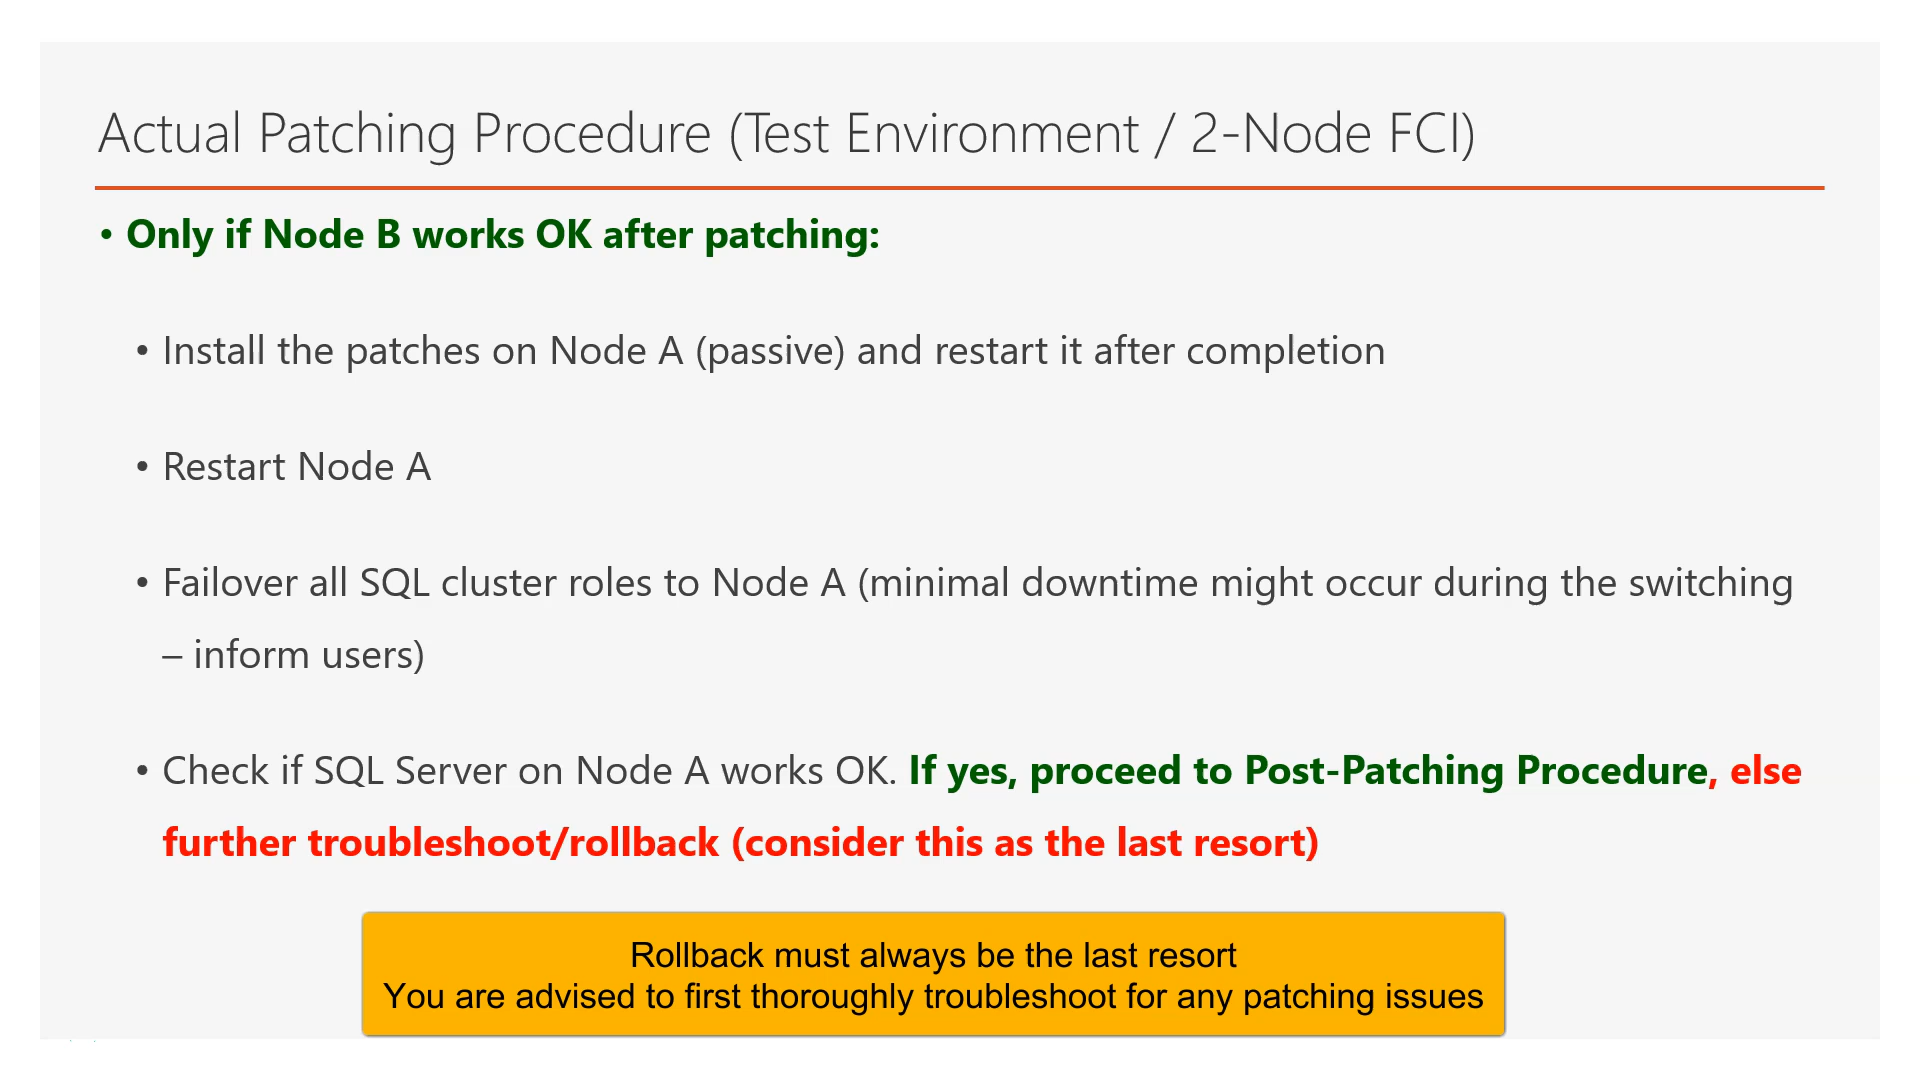 Actual Patching Procedure (Test Environment / 2-Node FCI)
• Only if Node B works OK after patching:
• Install the patches on Node A (passive) and restart it after completion
• Restart Node A
• Failover all SQL cluster roles to Node A (minimal downtime might occur during the switching
– inform users)
• Check if SQL Server on Node A works OK. If yes, proceed to Post-Patching Procedure, else
further troubleshoot/rollback (consider this as the last resort)
Rollback must always be the last resort
You are advised to first thoroughly troubleshoot for any patching issues